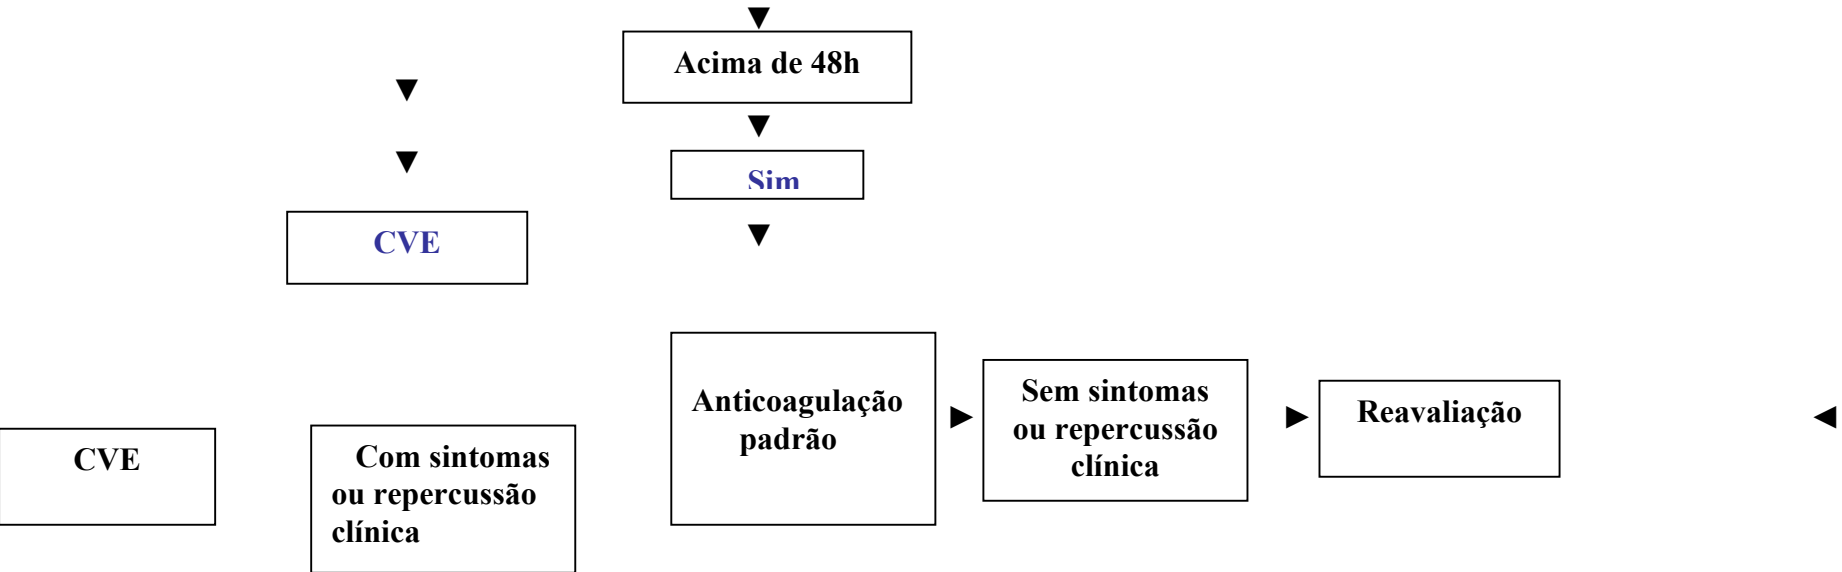 Acima de 48h
Sim
CVE
Anticoagulação
padrão
Sem sintomas
ou repercussão
clínica
Reavaliação
CVE
Com sintomas
ou repercussão
clínica